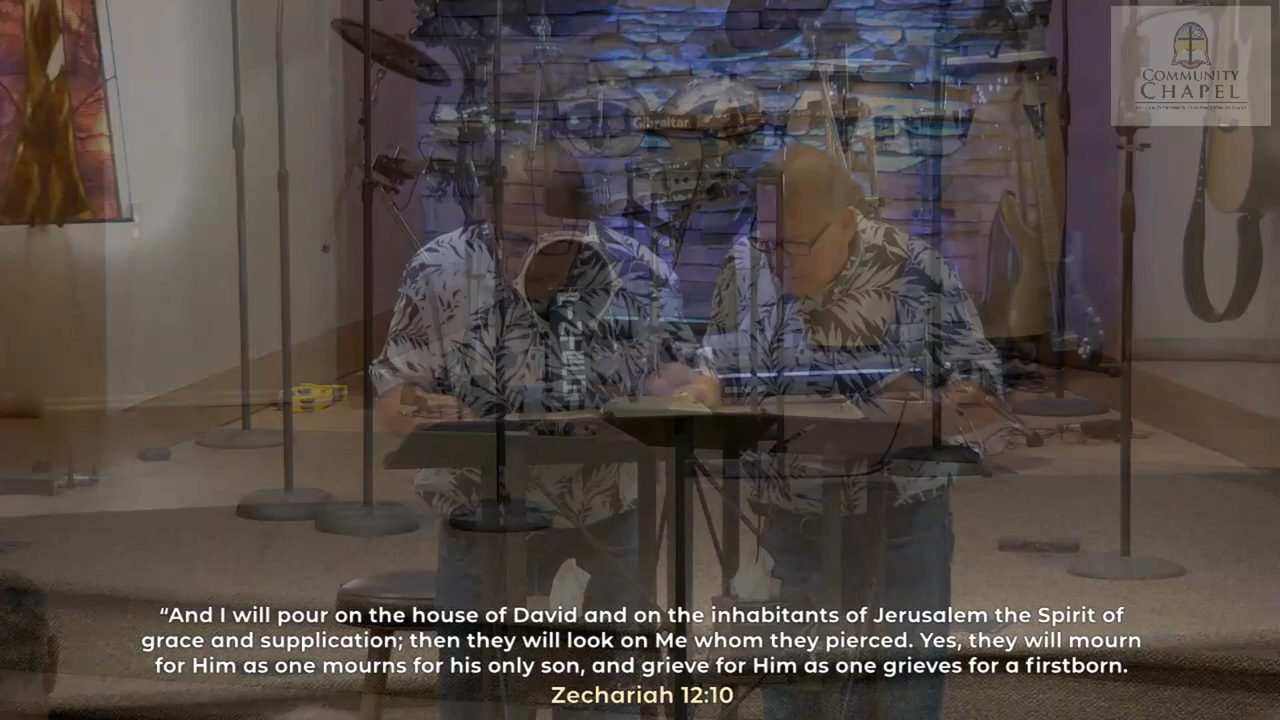 COMMUNITY
CHAPEL
Gibraltar
“And I will pour on the house of David and on the inhabitants of Jerusalem the Spirit of
grace and supplication; then they will look on Me whom they pierced. Yes, they will mourn
for Him as one mourns for his only son, and grieve for Him as one grieves for a firstborn.
Zechariah 12:10